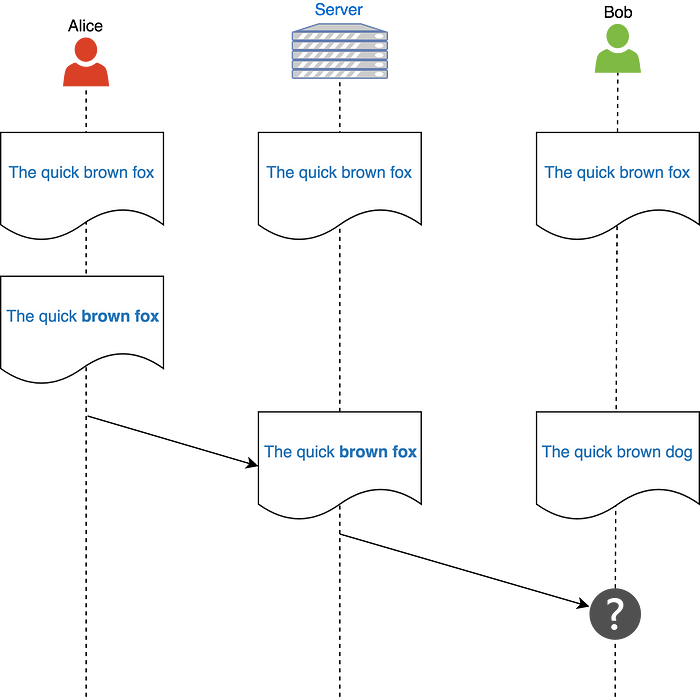 Alice
Server
Bob
The quick brown fox
The quick brown fox
The quick brown fox
The quick brown fox
The quick brown fox
The quick brown dog
?